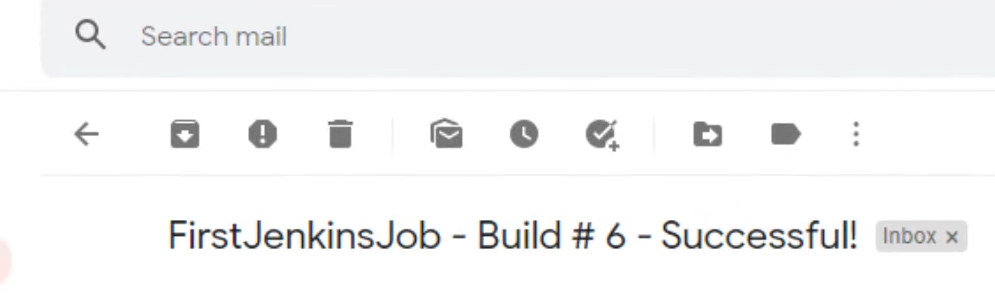 Search mail
FirstJenkinsJob - Build # 6 - Successful! Inbox ×